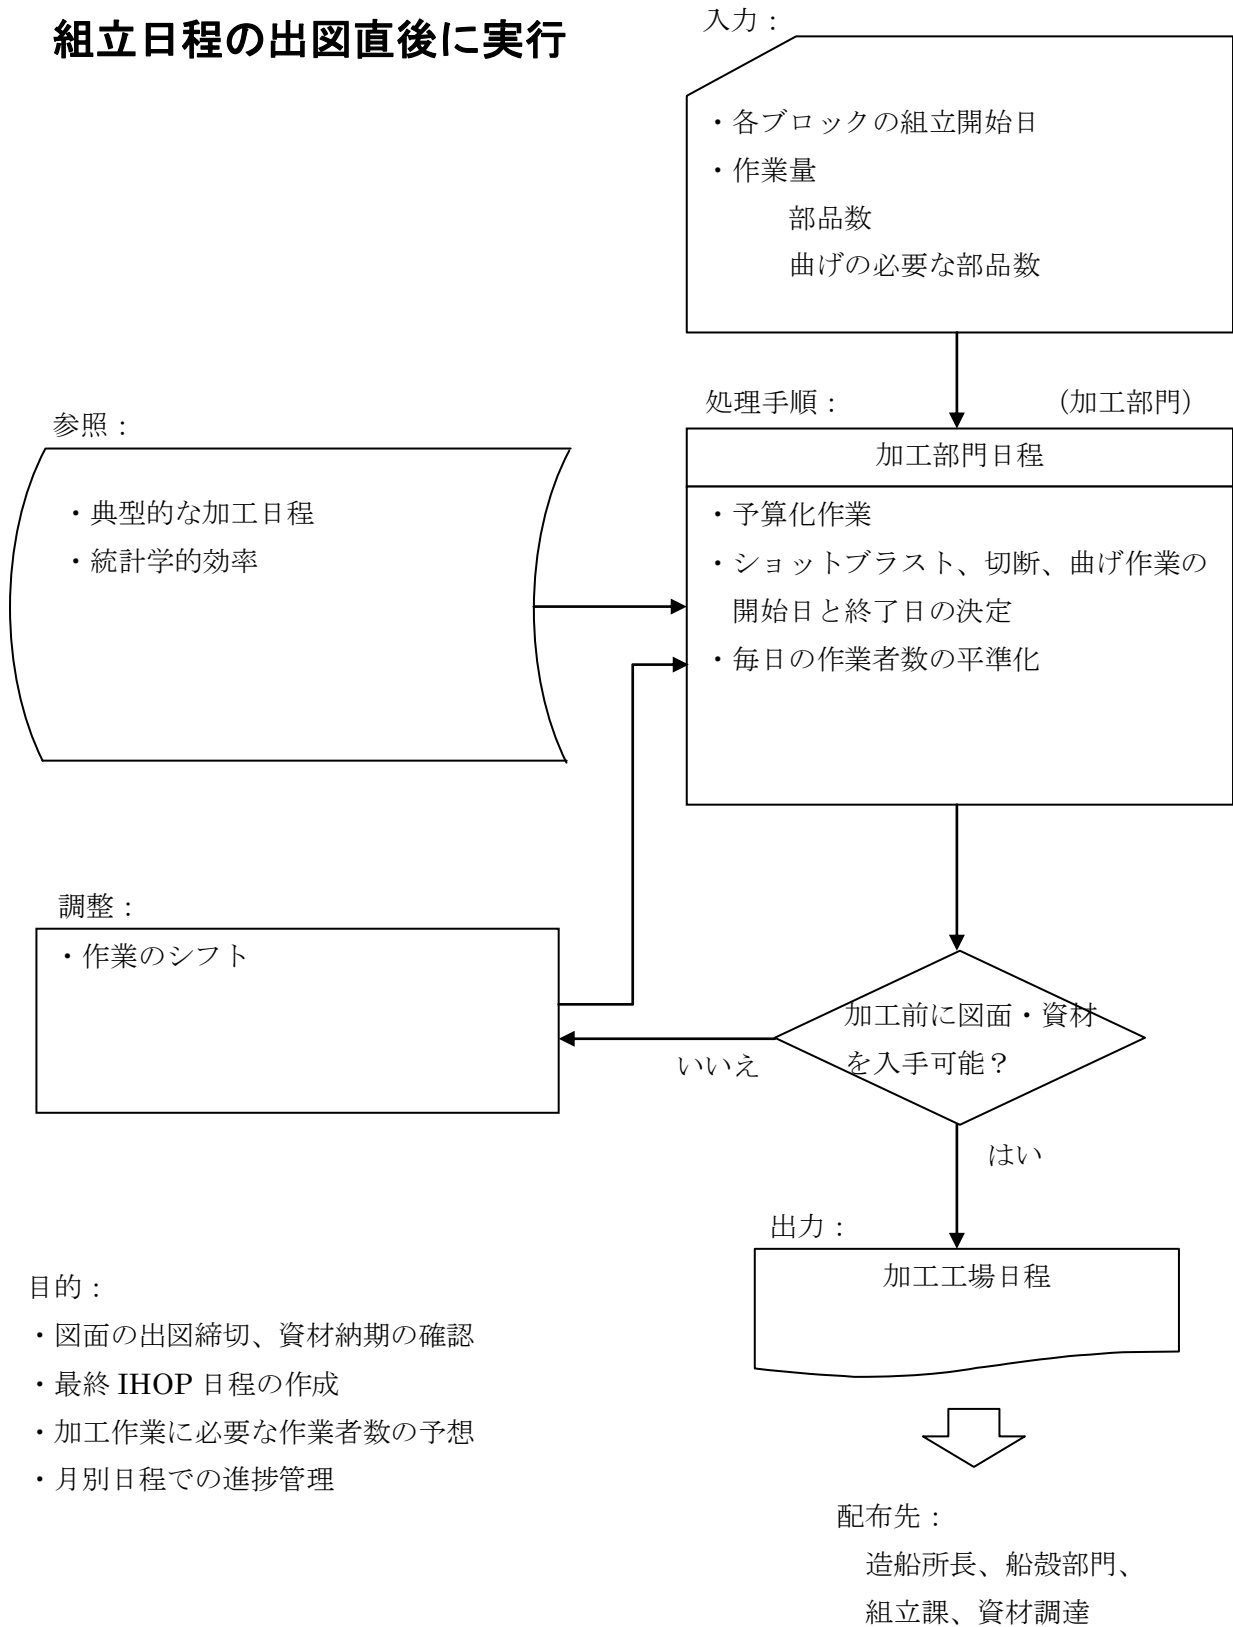 組立日程の出図直後に実行
入力：
・各ブロックの組立開始日
・作業量
部品数
曲げの必要な部品数
処理手順： (加工部門)
加工部門日程
・予算化作業
・ショットブラスト、切断、曲げ作業の
開始日と終了日の決定
・毎日の作業者数の平準化
参照：
・典型的な加工日程
・統計学的効率
調整：
・作業のシフト
加工前に図面・資材
を入手可能？
いいえ
はい
出力：
加工工場日程
目的：
・図面の出図締切、資材納期の確認
・最終 IHOP 日程の作成
・加工作業に必要な作業者数の予想
・月別日程での進捗管理
配布先：
造船所長、船殻部門、
組立課、資材調達